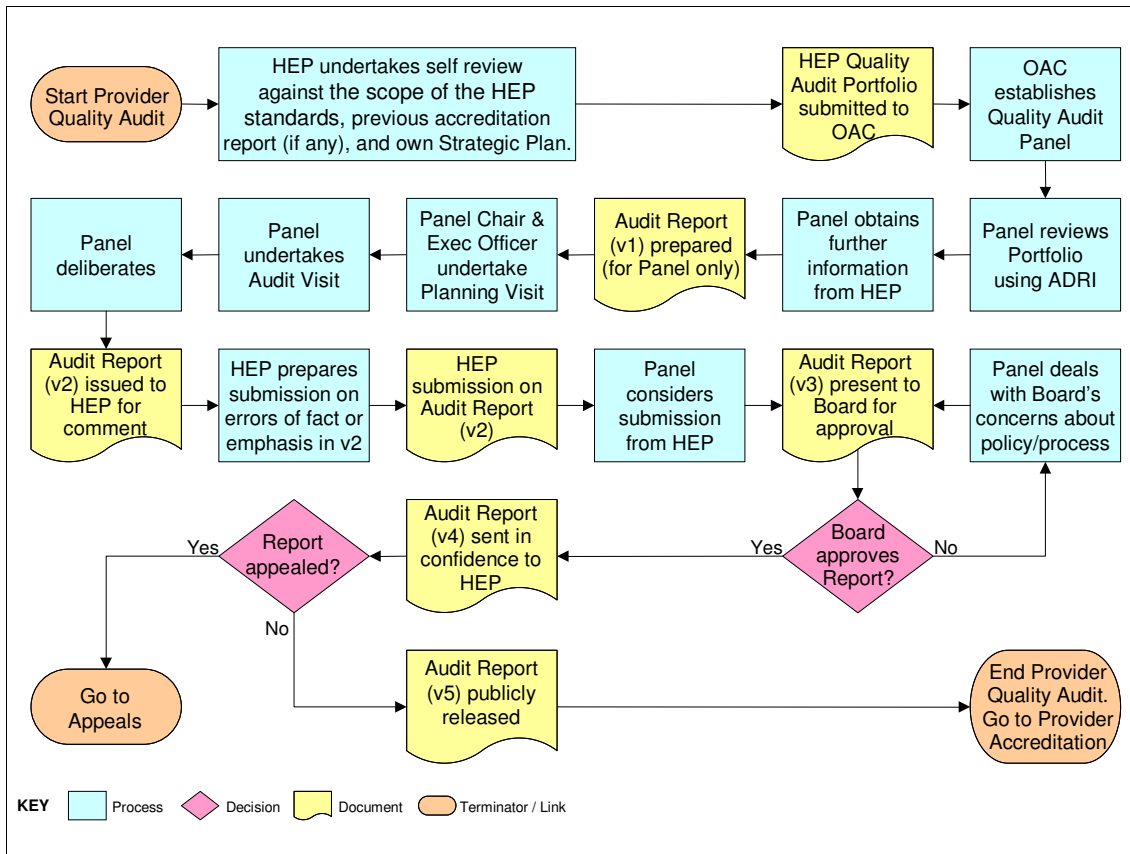 Start Provider
Quality Audit
HEP undertakes self review
against the scope of the HEP
standards, previous accreditation
report (if any), and own Strategic Plan.
HEP Quality
Audit Portfolio
submitted to
OAC
OAC
establishes
Quality Audit
Panel
Panel
deliberates
Panel
undertakes
Audit Visit
Panel Chair &
Exec Officer
undertake
Planning Visit
Audit Report
(v1) prepared
(for Panel only)
Panel obtains
further
information
from HEP
Panel reviews
Portfolio
using ADRI
Audit Report
(v2) issued to
HEP for
comment
HEP prepares
submission on
errors of fact or
emphasis in v2
HEP
submission on
Audit Report
(v2)
Panel
considers
submission
from HEP
Audit Report
(v3) present to
Board for
approval
Panel deals
with Board's
concerns about
policy/process
Yes
Report
appealed?
No
Audit Report
(v4) sent in
confidence to
HEP
Yes
Board
approves
Report?
No
Go to
Appeals
Audit Report
(v5) publicly
released
End Provider
Quality Audit.
Go to Provider
Accreditation
KEY
Process
Decision
Document
Terminator / Link